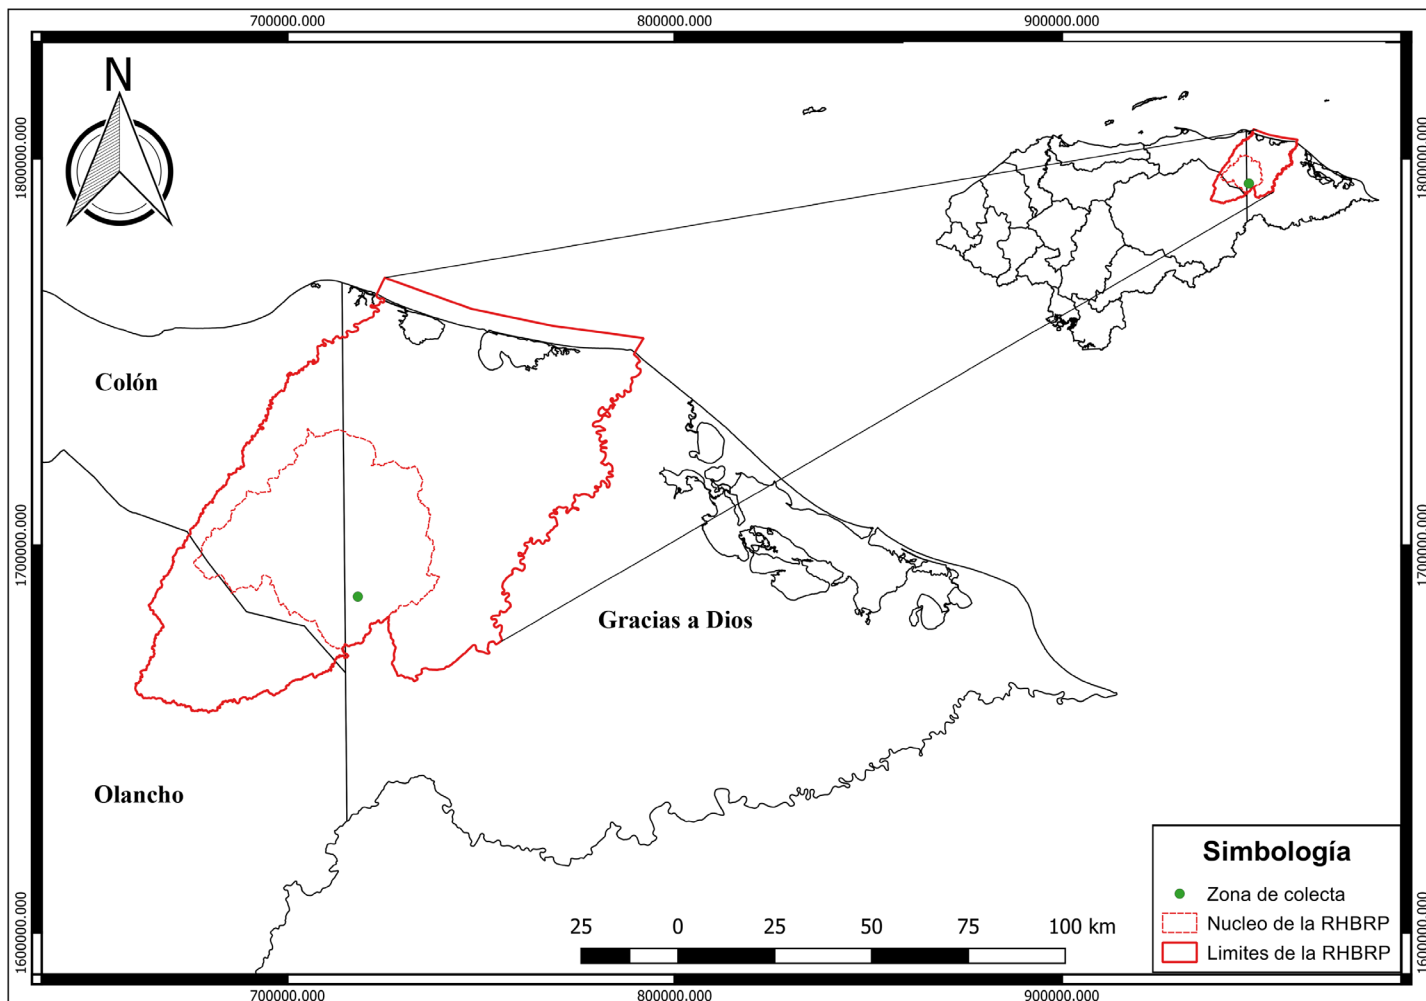 700000.000 800000.000 900000.000
N
1800000.000 1800000.000
Colón
1700000.000 1700000.000
Gracias a Dios
Olancho
Simbología
Zona de colecta
Nucleo de la RHBRP
Limites de la RHBRP
25 0 25 50 75 100 km
1600000.000 1600000.000
700000.000 800000.000 900000.000